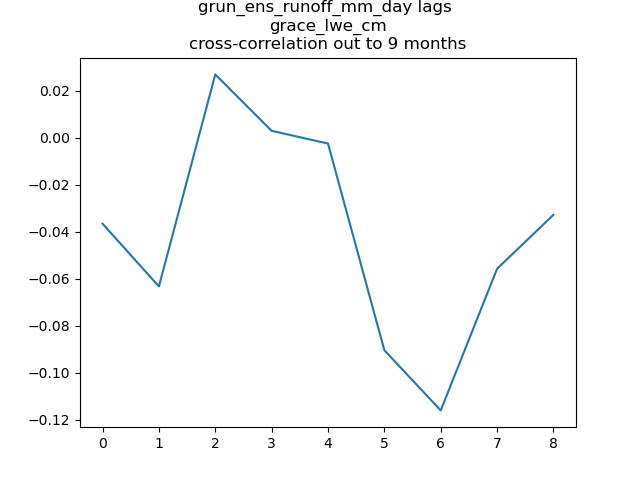 grun_ens_runoff_mm_day lags
grace_lwe_cm
cross-correlation out to 9 months
0.02
0.00
−0.02
−0.04
−0.06
−0.08
−0.10
−0.12
0 1 2 3 4 5 6 7 8